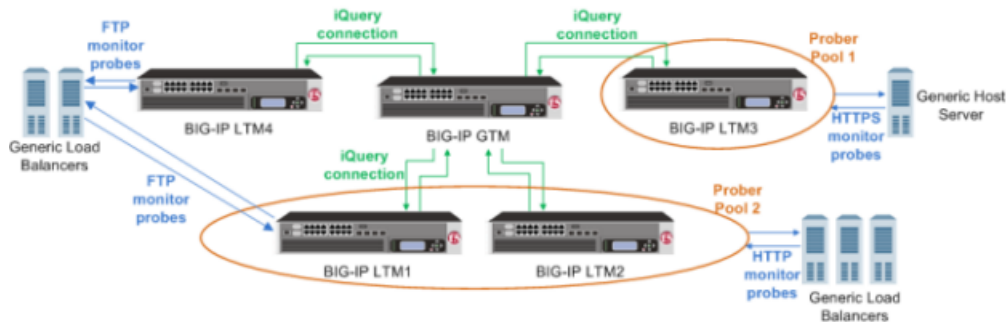 iQuery
connection
iQuery
connection
FTP
monitor
probes
Prober
Pool 1
BIG-IP LTM4
BIG-IP GTM
BIG-IP LTM3
Generic Host
Server
HTTPS
monitor
probes
Generic Load
Balancers
iQuery
connection
FTP
monitor
probes
Prober
Pool 2
BIG-IP LTM1
BIG-IP LTM2
HTTP
monitor
probes
Generic Load
Balancers